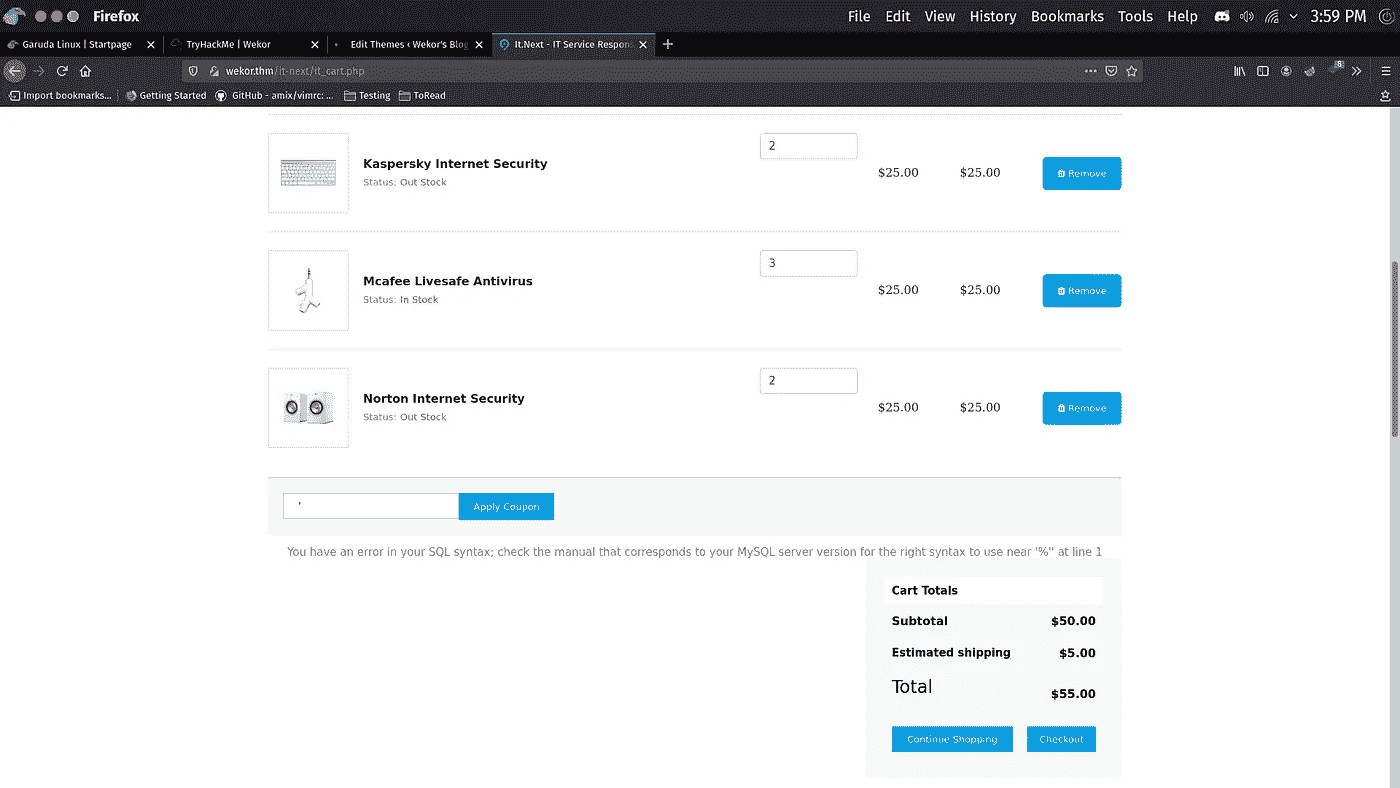 Firefox File Edit View History Bookmarks Tools Help 3:59 PM
Garuda Linux | Startpage TryHackMe | Wekor Edit Themes ‹ Wekor's Blog It.Next - IT Service Respons
wekor.thm/it-next/it_cart.php
Import bookmarks... Getting Started GitHub - amix/vimrc: ... Testing ToRead
2
Kaspersky Internet Security
$25.00 $25.00 Remove
Status: Out Stock
3
Mcafee Livesafe Antivirus
$25.00 $25.00 Remove
Status: In Stock
2
Norton Internet Security
$25.00 $25.00 Remove
Status: Out Stock
' Apply Coupon
You have an error in your SQL syntax; check the manual that corresponds to your MySQL server version for the right syntax to use near '%'' at line 1
Cart Totals
Subtotal $50.00
Estimated shipping $5.00
Total $55.00
Continue Shopping Checkout